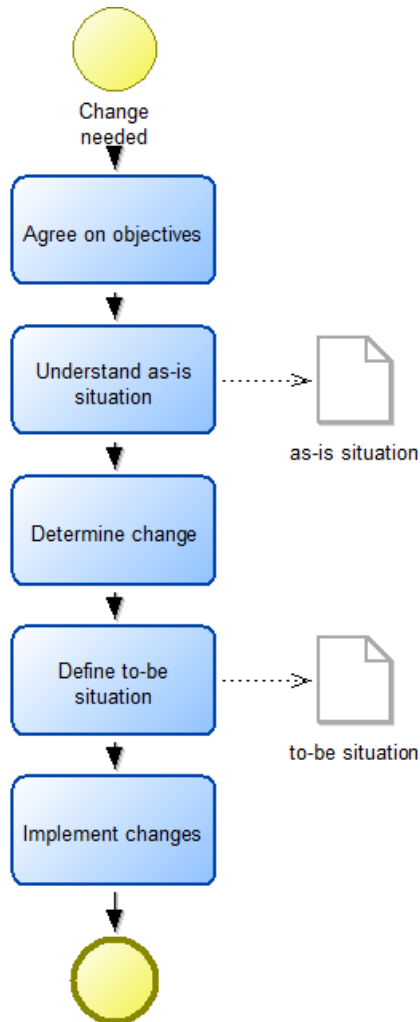 Change
needed
Agree on objectives
Understand as-is
situation
as-is situation
Determine change
Define to-be
situation
to-be situation
Implement changes